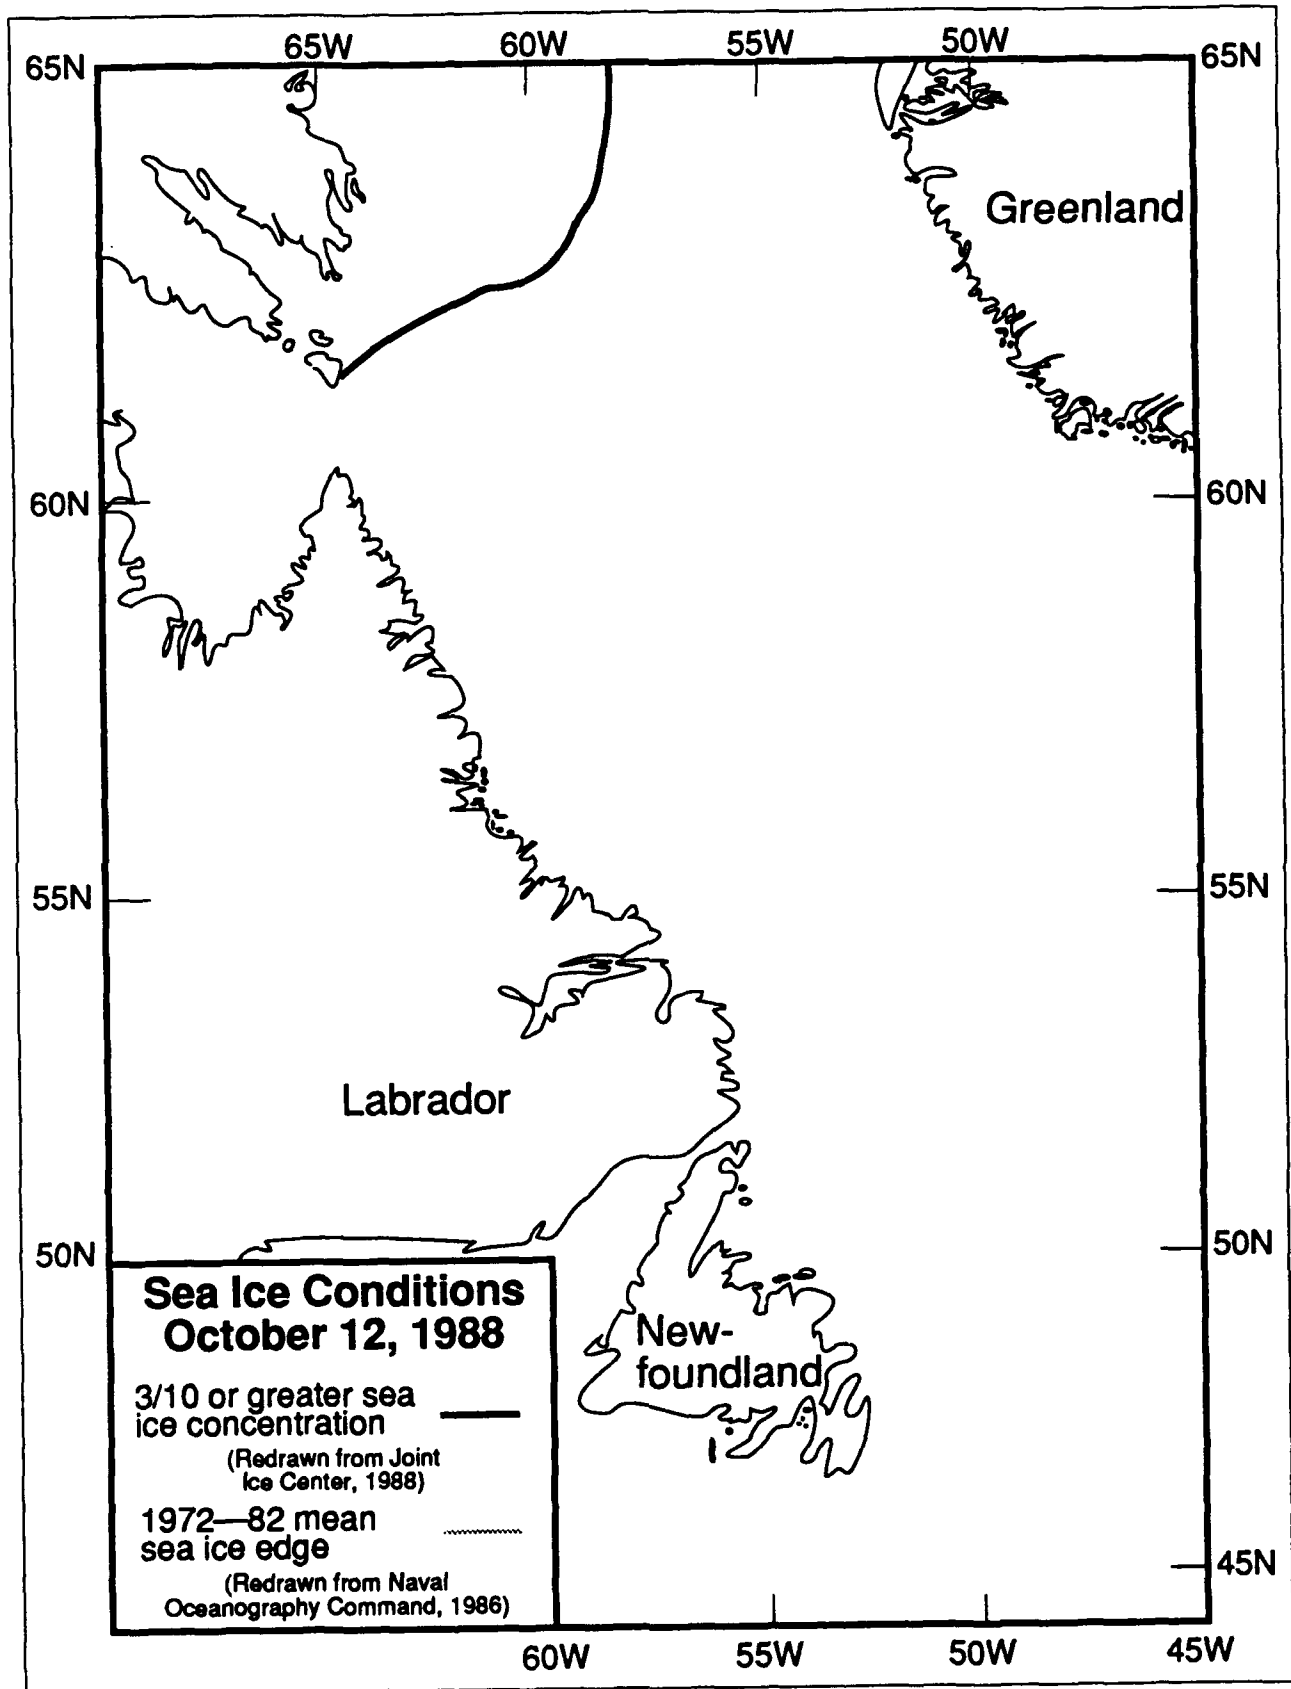 65W 60W 55W 50W
65N 65N
Greenland
60N 60N
55N 55N
Labrador
50N 50N
Sea Ice Conditions
October 12, 1988
New-
foundland
3/10 or greater sea
ice concentration
(Redrawn from Joint
Ice Center, 1988)
1972—82 mean
sea ice edge
(Redrawn from Naval
Oceanography Command, 1986)
45N
60W 55W 50W 45W